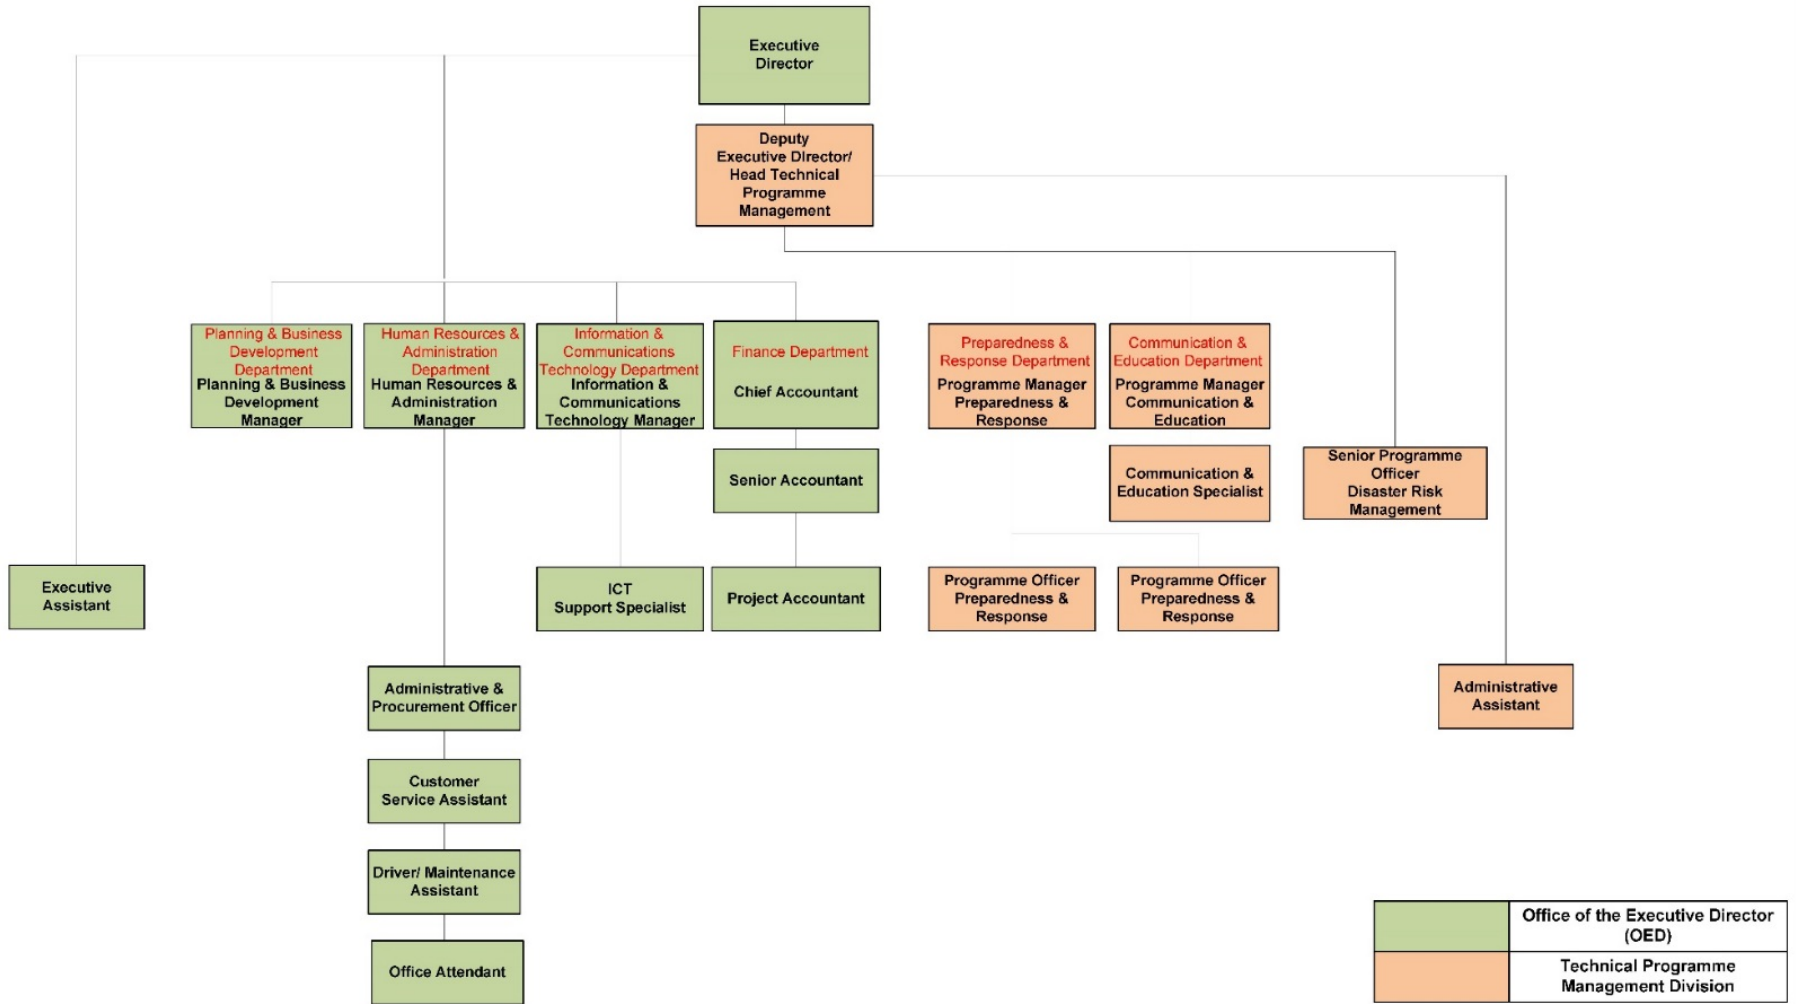 Executive
Director
Deputy
Executive DIrector/
Head Technical
Programme
Management
Planning & Business
Development
Department
Planning & Business
Development
Manager
Human Resources &
Administration
Department
Human Resources &
Administration
Manager
Information &
Communications
Technology Department
Information &
Communications
Technology Manager
Finance Department
Chief Accountant
Preparedness &
Response Department
Programme Manager
Preparedness &
Response
Communication &
Education Department
Programme Manager
Communication &
Education
Senior Accountant
Communication &
Education Specialist
Senior Programme
Officer
Disaster Risk
Management
Executive
Assistant
ICT
Support Specialist
Project Accountant
Programme Officer
Preparedness &
Response
Programme Officer
Preparedness &
Response
Administrative &
Procurement Officer
Administrative
Assistant
Customer
Service Assistant
Driver/ Maintenance
Assistant
Office Attendant
Office of the Executive Director
(OED)
Technical Programme
Management Division